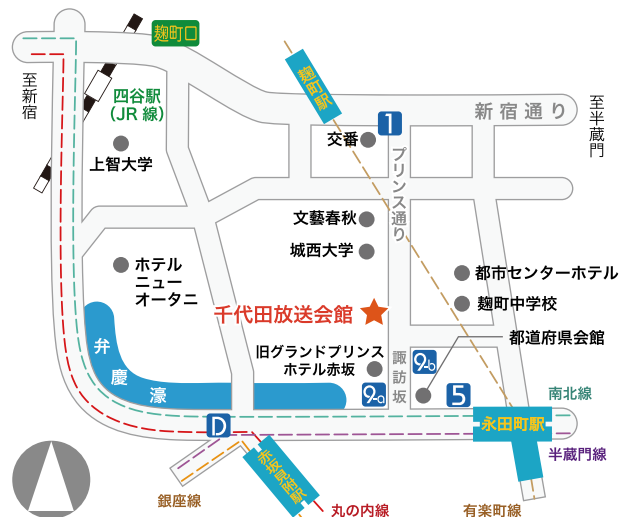 麹町口
至新宿
四谷駅
（JR 線）
上智大学
麹町駅
新宿通り
至半蔵門
交番
1
プリンス通り
文藝春秋
城西大学
ホテル
ニュー
オータニ
都市センターホテル
麹町中学校
千代田放送会館
都道府県会館
旧グランドプリンス
ホテル赤坂
諏訪坂
9b
9a
5
弁慶濠
D
永田町駅
南北線
半蔵門線
赤坂見附駅
銀座線
丸の内線
有楽町線